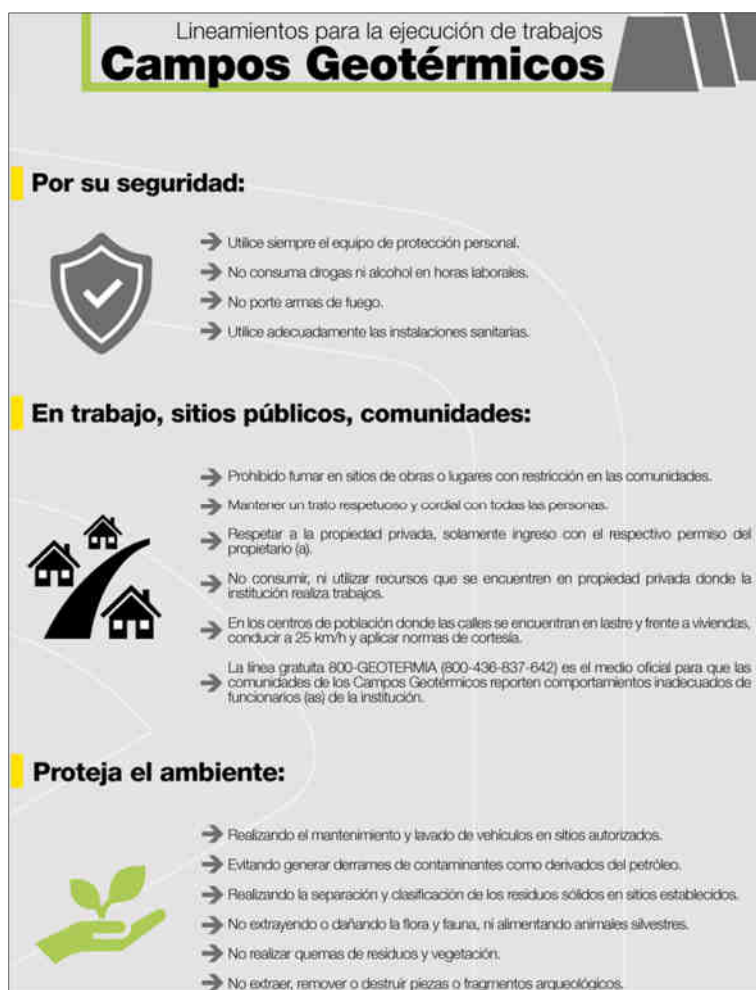 Lineamientos para la ejecución de trabajos
Campos Geotérmicos
Por su seguridad:
Utilice siempre el equipo de protección personal.
No consuma drogas ni alcohol en horas laborales.
No porte armas de fuego.
Utilice adecuadamente las instalaciones sanitarias.
En trabajo, sitios públicos, comunidades:
Prohibido fumar en sitios de obras o lugares con restricción en las comunidades.
Mantener un trato respetuoso y cordial con todas las personas.
Respetar a la propiedad privada, solamente ingreso con el respectivo permiso del
propietario (a).
No consumir, ni utilizar recursos que se encuentren en propiedad privada donde la
institución realiza trabajos.
En los centros de población donde las calles se encuentran en lastre y frente a viviendas,
conducir a 25 km/h y aplicar normas de cortesía.
La línea gratuita 800-GEOTERMIA (800-436-837-642) es el medio oficial para que las
comunidades de los Campos Geotérmicos reporten comportamientos inadecuados de
funcionarios (as) de la institución.
Proteja el ambiente:
Realizando el mantenimiento y lavado de vehículos en sitios autorizados.
Evitando generar derrames de contaminantes como derivados del petróleo.
Realizando la separación y clasificación de los residuos sólidos en sitios establecidos.
No extrayendo o dañando la flora y fauna, ni alimentando animales silvestres.
No realizar quemas de residuos y vegetación.
No extraer, remover o destruir piezas o fragmentos arqueológicos.